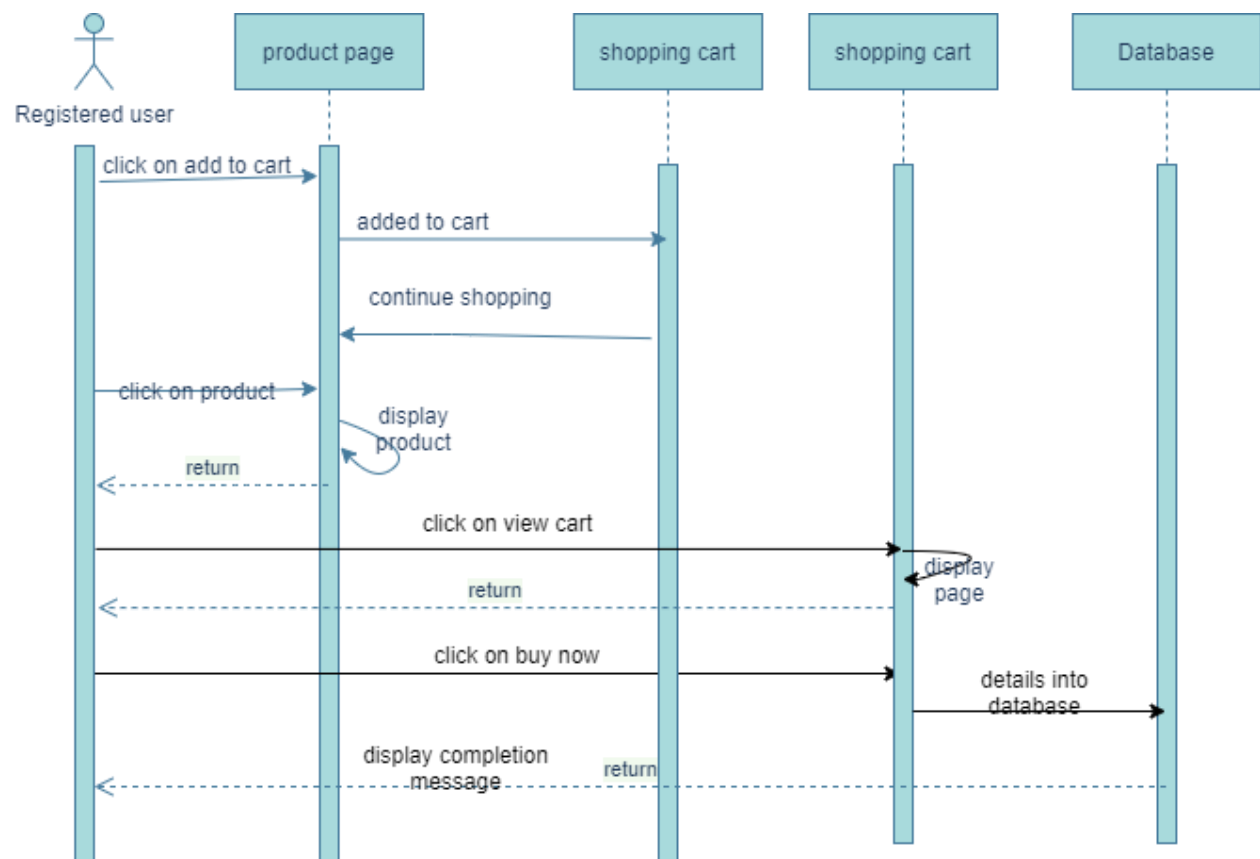 product page
shopping cart
shopping cart
Database
Registered user
click on add to cart
added to cart
continue shopping
click on product
display
product
return
click on view cart
display
page
return
click on buy now
details into
database
display completion
message
return